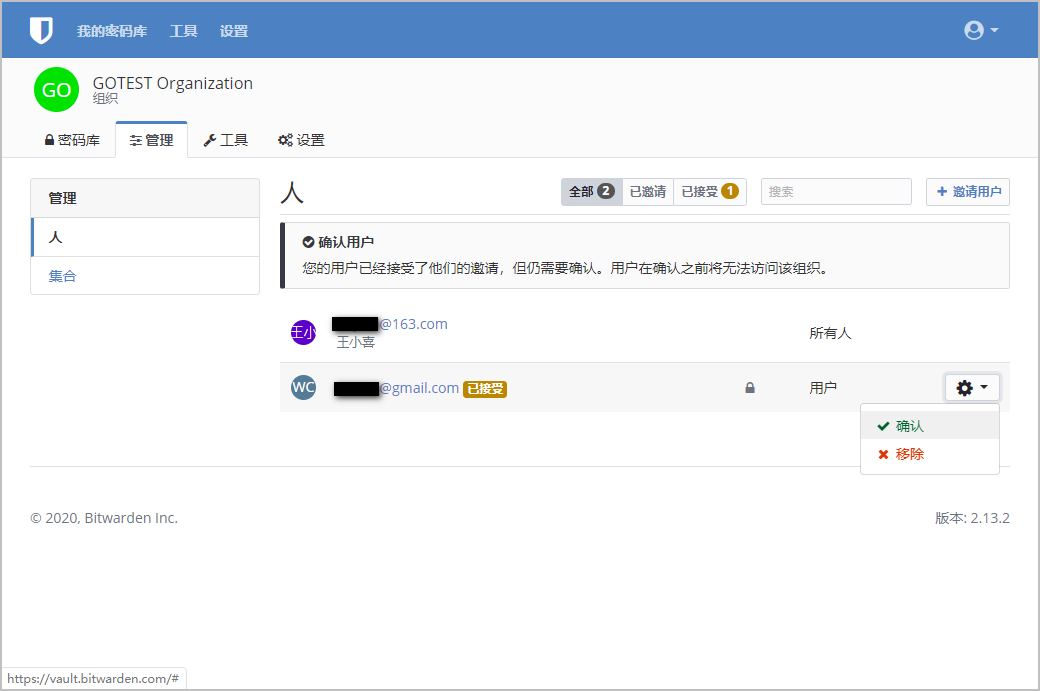 我的密码库 工具 设置
GO GOTEST Organization
组织
密码库 管理 工具 设置
管理
人
集合
人 全部 2 已邀请 已接受 1 搜索 邀请用户
确认用户
您的用户已经接受了他们的邀请，但仍需要确认。用户在确认之前将无法访问该组织。
王小 @163.com 所有人
王小喜
WC @gmail.com 已接受 用户
确认
移除
© 2020, Bitwarden Inc. 版本: 2.13.2
https://vault.bitwarden.com/#